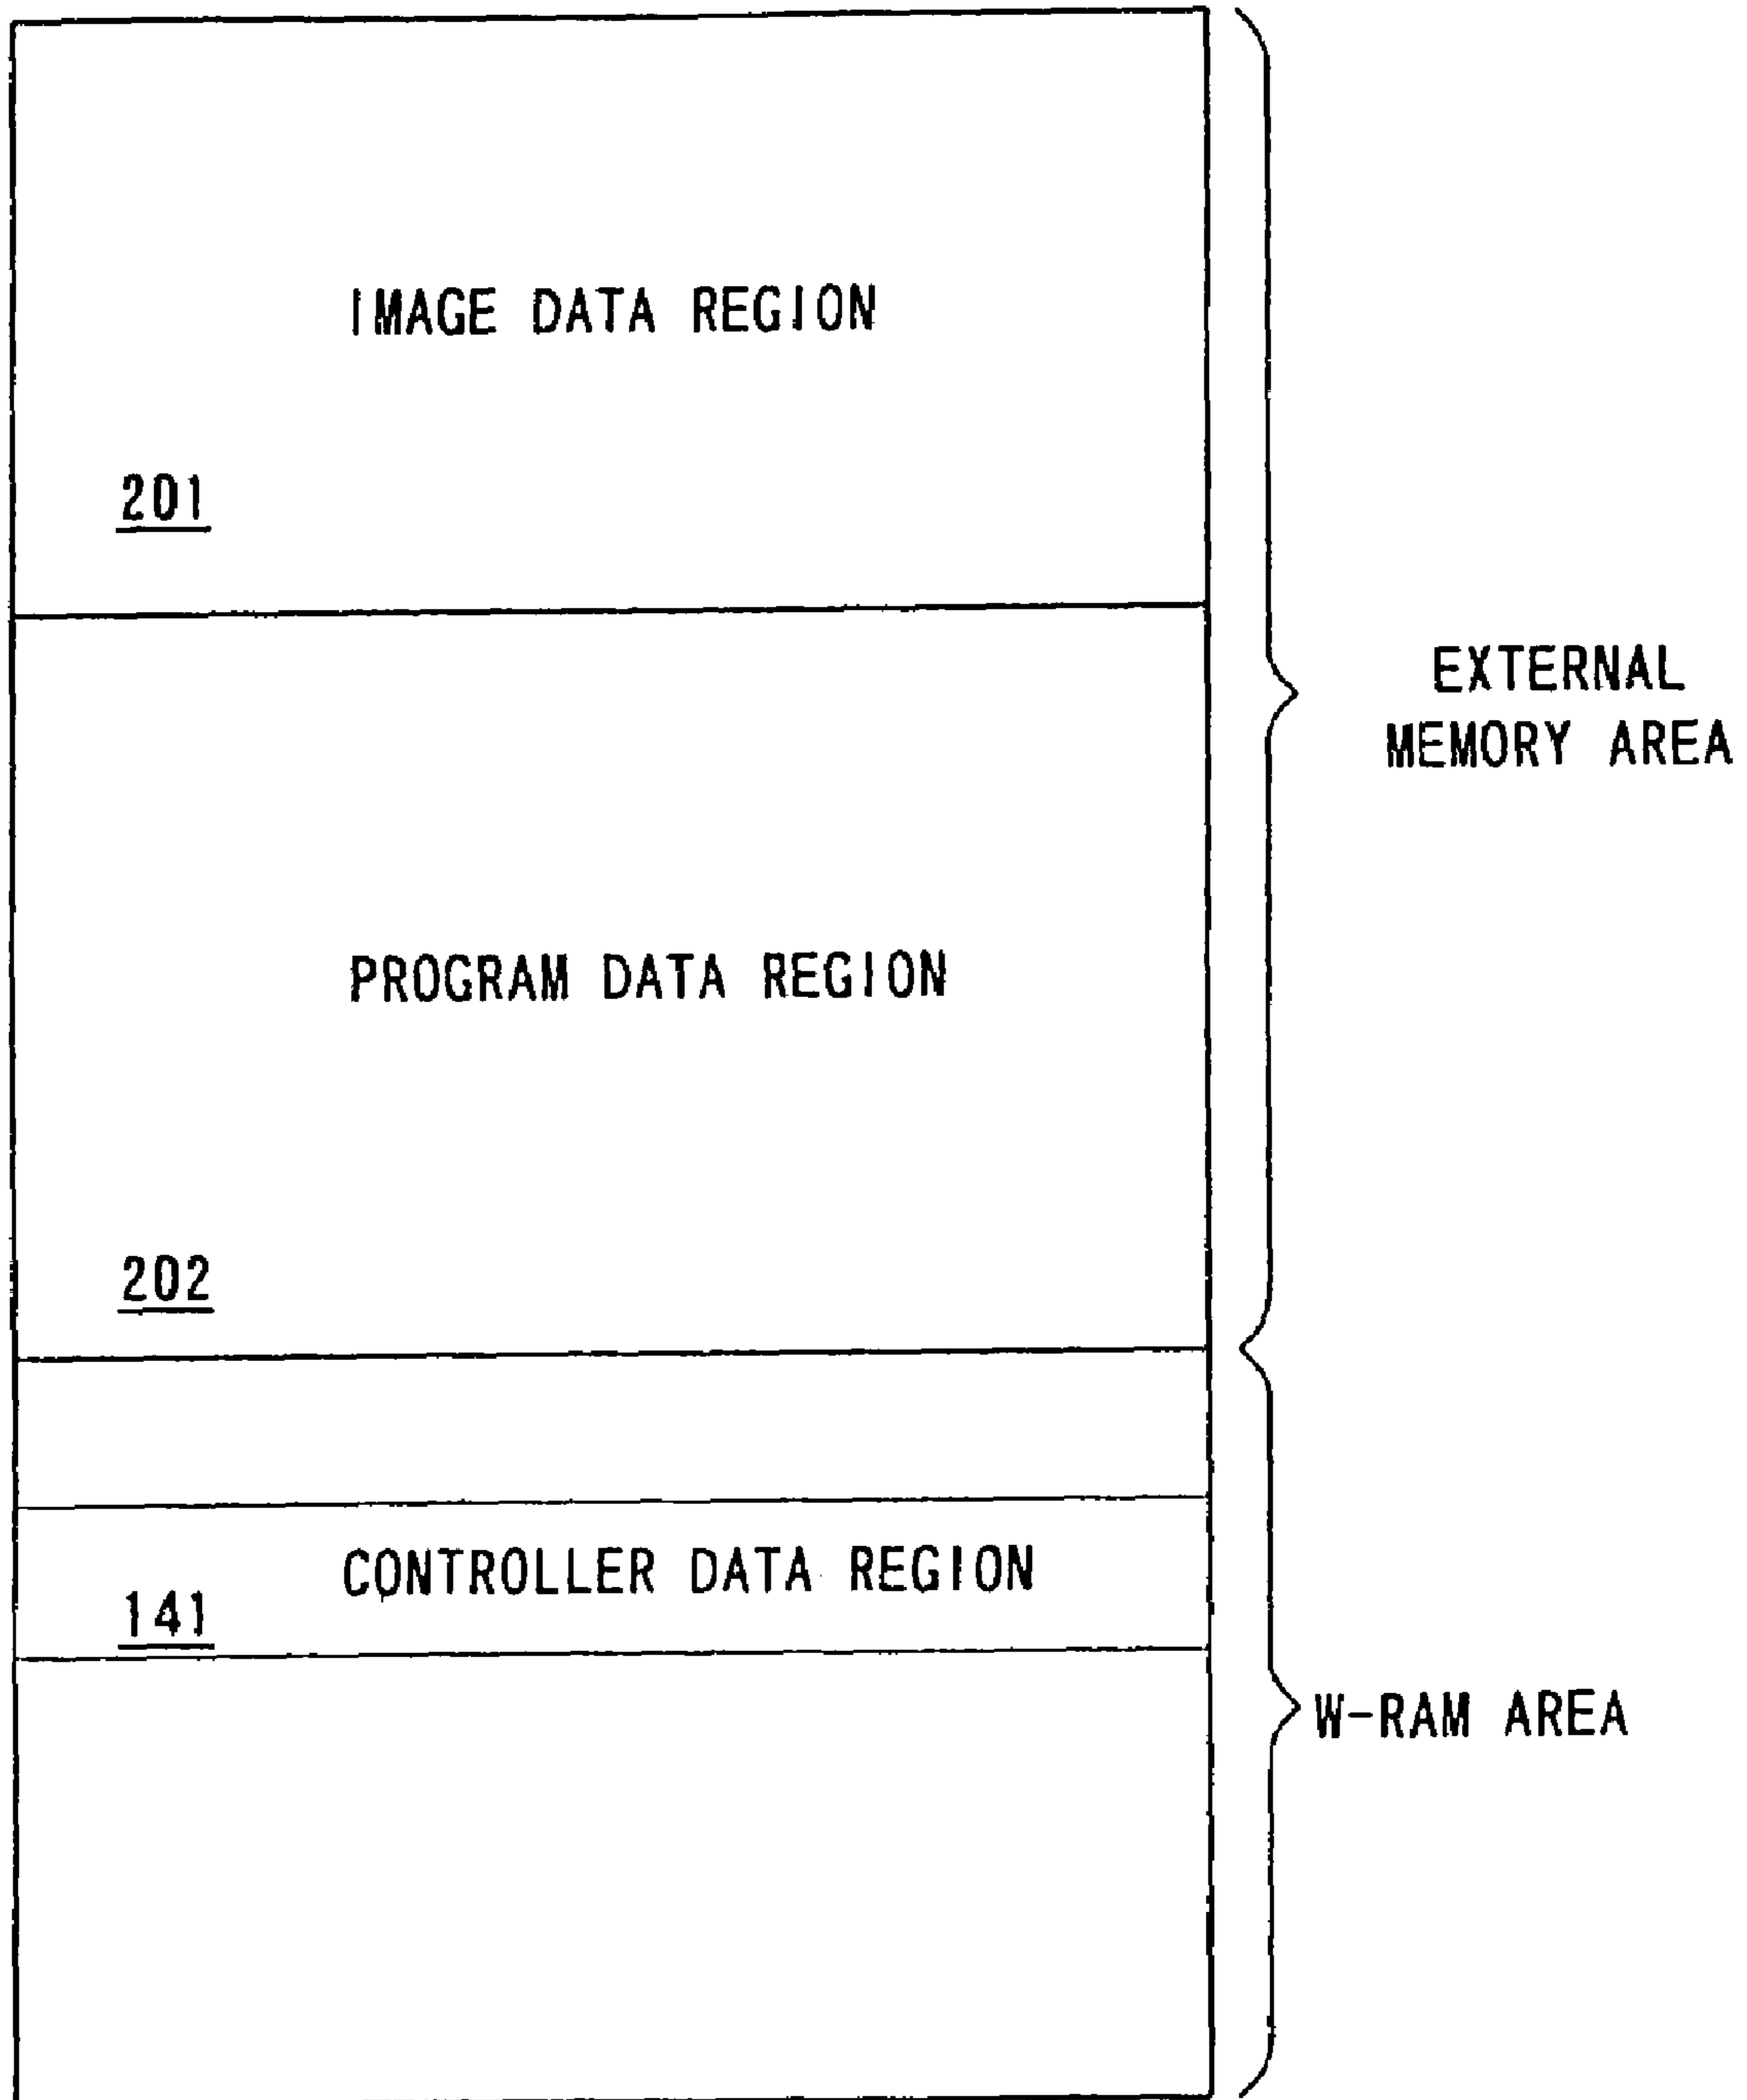 IMAGE DATA REGION
201
EXTERNAL
MEMORY AREA
PROGRAM DATA REGION
202
CONTROLLER DATA REGION
141
W-RAM AREA